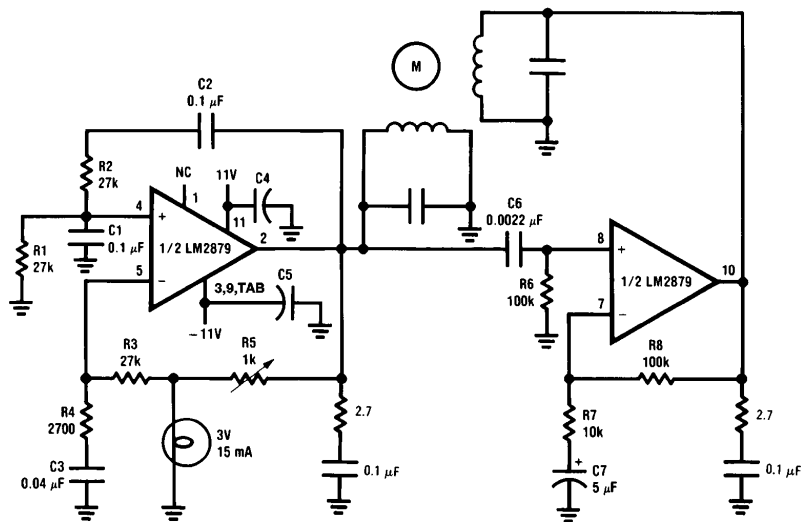 C2
0.1 μF
M
R2
27k
NC
1
11V
C4
11
4
+
C1
0.1 μF
1/2 LM2879
2
R1
27k
5
−
3,9,TAB
C5
−11V
R3
27k
R5
1k
R4
2700
C3
0.04 μF
3V
15 mA
2.7
0.1 μF
C6
0.0022 μF
8
+
R6
100k
1/2 LM2879
10
7
−
R8
100k
R7
10k
+
C7
5 μF
2.7
0.1 μF